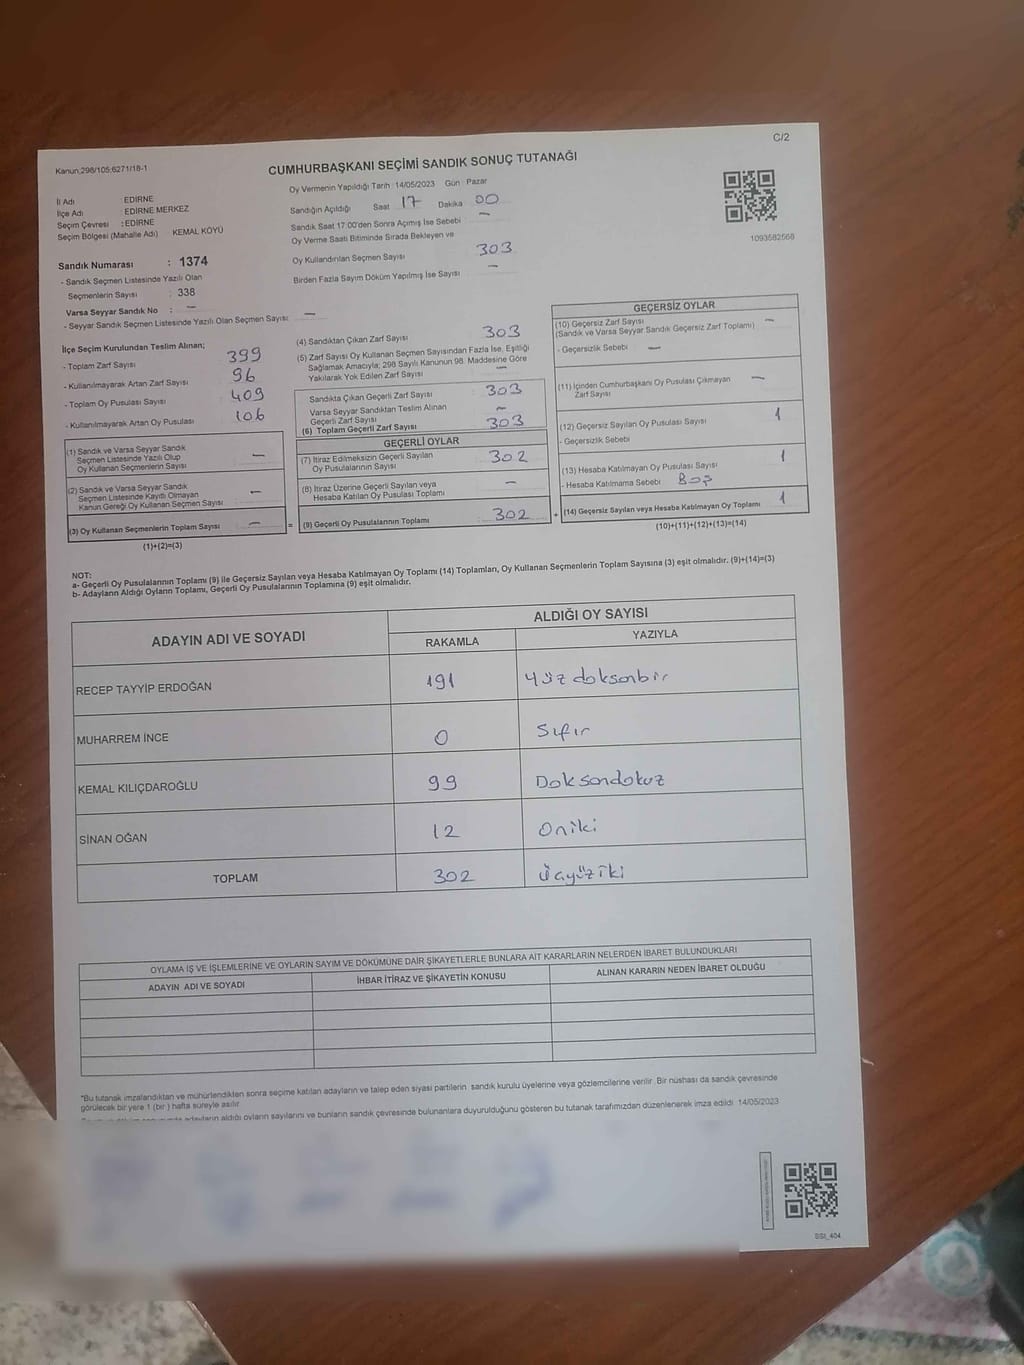 C/2
Kanun:298/105:6271/18-1
CUMHURBAŞKANI SEÇİMİ SANDIK SONUÇ TUTANAĞI
Oy Vermenin Yapıldığı Tarih : 14/05/2023 Gün : Pazar
İl Adı : EDİRNE
İlçe Adı : EDİRNE MERKEZ
Seçim Çevresi : EDİRNE
Seçim Bölgesi (Mahalle Adı) KEMAL KÖYÜ
Sandığın Açıldığı Saat 17 Dakika 00
Sandık Saat 17:00'den Sonra Açımış İse Sebebi –
Oy Verme Saati Bitiminde Sırada Bekleyen ve
Oy Kullandırılan Seçmen Sayısı 303
Birden Fazla Sayım Döküm Yapılmış İse Sayısı –
1093582568
Sandık Numarası : 1374
- Sandık Seçmen Listesinde Yazılı Olan
Seçmenlerin Sayısı : 338
Varsa Seyyar Sandık No : –
- Seyyar Sandık Seçmen Listesinde Yazılı Olan Seçmen Sayısı: –
İlçe Seçim Kurulundan Teslim Alınan;
- Toplam Zarf Sayısı 399
- Kullanılmayarak Artan Zarf Sayısı 96
- Toplam Oy Pusulası Sayısı 409
- Kullanılmayarak Artan Oy Pusulası 106
(1) Sandık ve Varsa Seyyar Sandık
Seçmen Listesinde Yazılı Olup
Oy Kullanan Seçmenlerin Sayısı –
(2) Sandık ve Varsa Seyyar Sandık
Seçmen Listesinde Kayıtlı Olmayan
Kanun Gereği Oy Kullanan Seçmen Sayısı –
(3) Oy Kullanan Seçmenlerin Toplam Sayısı –
(1)+(2)=(3)
=
(4) Sandıktan Çıkan Zarf Sayısı 303
(5) Zarf Sayısı Oy Kullanan Seçmen Sayısından Fazla İse, Eşitliği
Sağlamak Amacıyla; 298 Sayılı Kanunun 98. Maddesine Göre
Yakılarak Yok Edilen Zarf Sayısı –
Sandıkta Çıkan Geçerli Zarf Sayısı 303
Varsa Seyyar Sandıktan Teslim Alınan
Geçerli Zarf Sayısı –
(6) Toplam Geçerli Zarf Sayısı 303
GEÇERLİ OYLAR
(7) İtiraz Edilmeksizin Geçerli Sayılan
Oy Pusulalarının Sayısı 302
(8) İtiraz Üzerine Geçerli Sayılan veya
Hesaba Katılan Oy Pusulası Toplamı –
(9) Geçerli Oy Pusulalarının Toplamı : 302
+
GEÇERSİZ OYLAR
(10) Geçersiz Zarf Sayısı
(Sandık ve Varsa Seyyar Sandık Geçersiz Zarf Toplamı) –
- Geçersizlik Sebebi –
(11) İçinden Cumhurbaşkanı Oy Pusulası Çıkmayan
Zarf Sayısı –
(12) Geçersiz Sayılan Oy Pusulası Sayısı 1
- Geçersizlik Sebebi
(13) Hesaba Katılmayan Oy Pusulası Sayısı 1
- Hesaba Katılmama Sebebi Boş
(14) Geçersiz Sayılan veya Hesaba Katılmayan Oy Toplamı 1
(10)+(11)+(12)+(13)=(14)
NOT:
a- Geçerli Oy Pusulalarının Toplamı (9) ile Geçersiz Sayılan veya Hesaba Katılmayan Oy Toplamı (14) Toplamları, Oy Kullanan Seçmenlerin Toplam Sayısına (3) eşit olmalıdır. (9)+(14)=(3)
b- Adayların Aldığı Oyların Toplamı, Geçerli Oy Pusulalarının Toplamına (9) eşit olmalıdır.
ADAYIN ADI VE SOYADI
ALDIĞI OY SAYISI
RAKAMLA YAZIYLA
RECEP TAYYİP ERDOĞAN 191 Yüz doksanbir
MUHARREM İNCE 0 Sıfır
KEMAL KILIÇDAROĞLU 99 Doksandokuz
SİNAN OĞAN 12 Oniki
TOPLAM 302 Üçyüziki
OYLAMA İŞ VE İŞLEMLERİNE VE OYLARIN SAYIM VE DÖKÜMÜNE DAİR ŞİKAYETLERLE BUNLARA AİT KARARLARIN NELERDEN İBARET BULUNDUKLARI
ADAYIN ADI VE SOYADI İHBAR İTİRAZ VE ŞİKAYETİN KONUSU ALINAN KARARIN NEDEN İBARET OLDUĞU
*Bu tutanak imzalandıktan ve mühürlendikten sonra seçime katılan adayların ve talep eden siyasi partilerin, sandık kurulu üyelerine veya gözlemcilerine verilir. Bir nüshası da sandık çevresinde
görülecek bir yere 1 (bir ) hafta süreyle asılır.
adayların aldığı oyların sayılarını ve bunların sandık çevresinde bulunanlara duyurulduğunu gösteren bu tutanak tarafımızdan düzenlenerek imza edildi. 14/05/2023
BSI_404